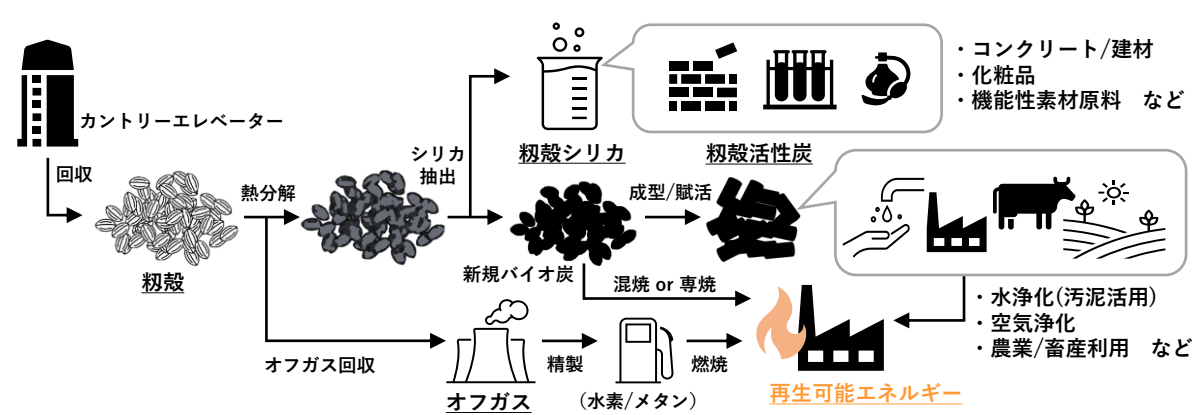 カントリーエレベーター
回収
籾殻
熱分解
シリカ
抽出
籾殻シリカ
・コンクリート/建材
・化粧品
・機能性素材原料　など
新規バイオ炭
成型/賦活
籾殻活性炭
混焼 or 専焼
・水浄化(汚泥活用)
・空気浄化
・農業/畜産利用　など
オフガス回収
オフガス
精製
（水素/メタン）
燃焼
再生可能エネルギー